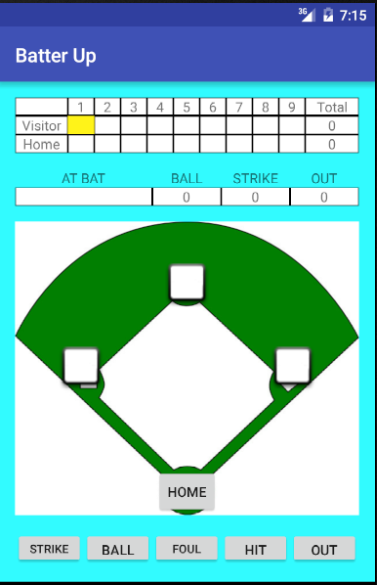 3G 7:15
Batter Up
1 2 3 4 5 6 7 8 9 Total
Visitor 0
Home 0
AT BAT BALL STRIKE OUT
0 0 0
HOME
STRIKE BALL FOUL HIT OUT